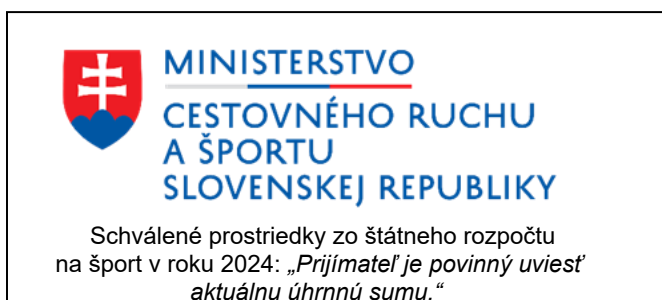 MINISTERSTVO
CESTOVNÉHO RUCHU
A ŠPORTU
SLOVENSKEJ REPUBLIKY
Schválené prostriedky zo štátneho rozpočtu
na šport v roku 2024: „Prijímateľ je povinný uviesť
aktuálnu úhrnnú sumu.“